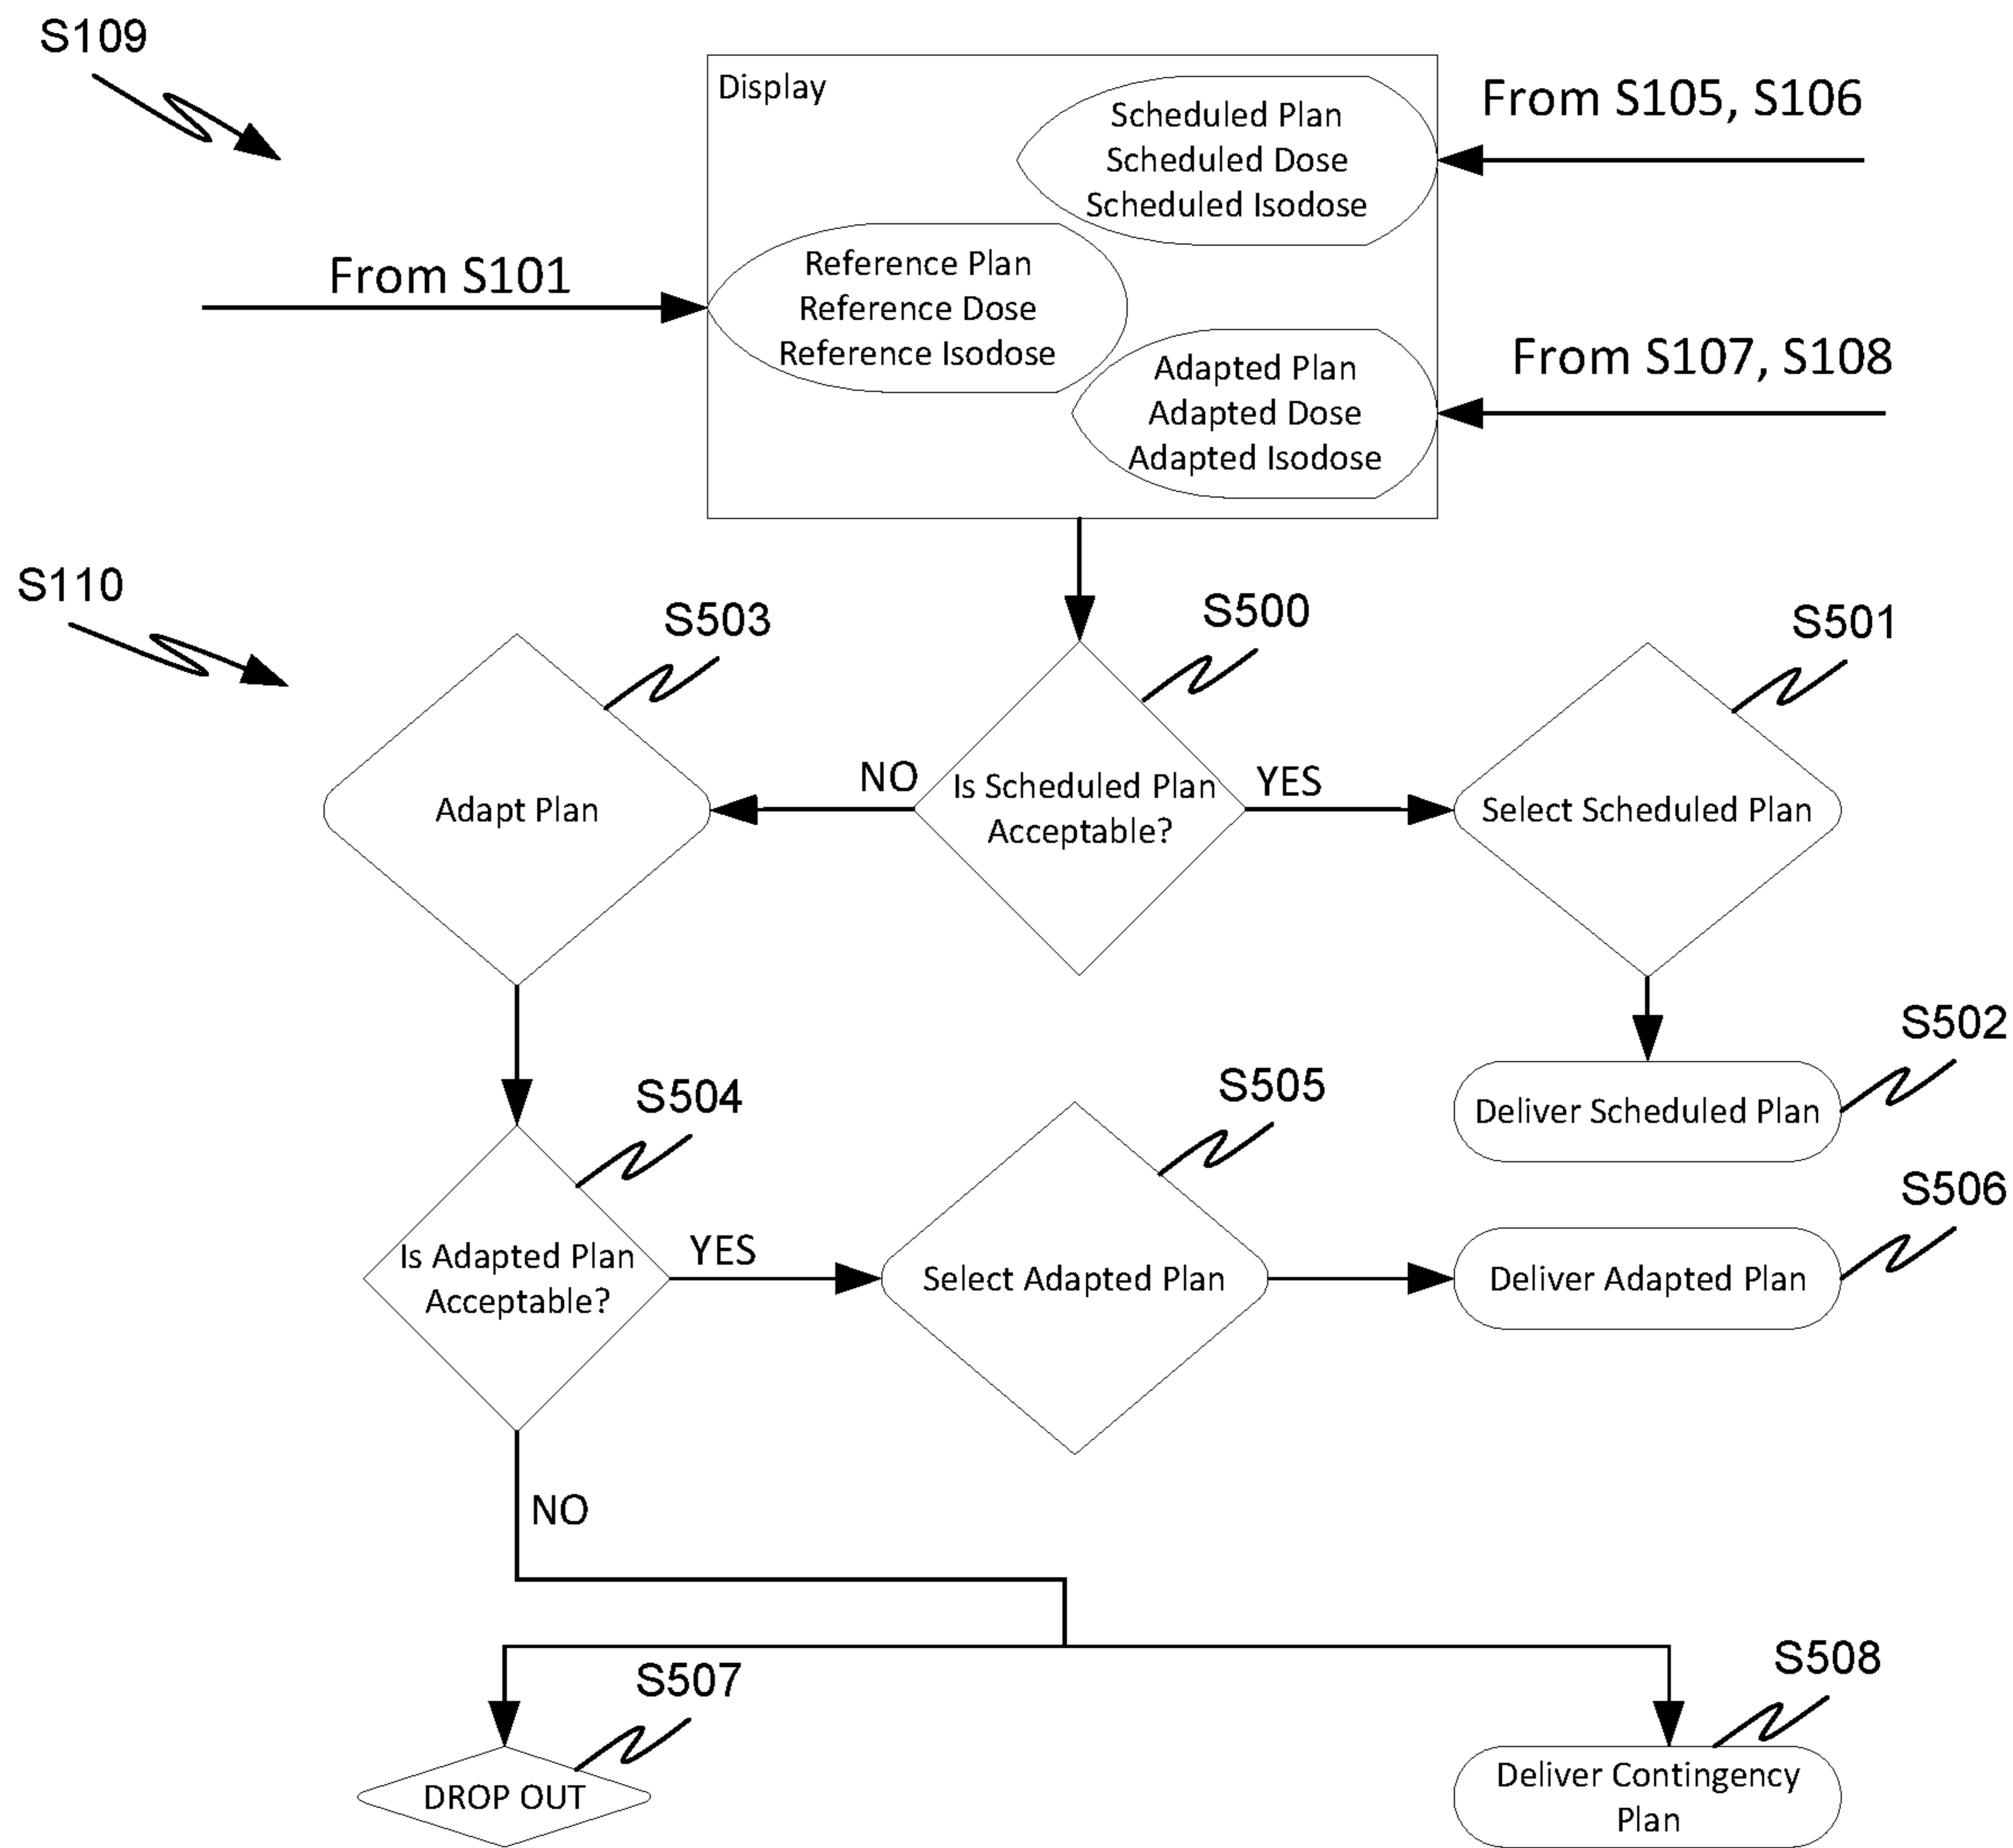 S109
Display
Scheduled Plan
Scheduled Dose
Scheduled Isodose
From S105, S106
From S101
Reference Plan
Reference Dose
Reference Isodose
Adapted Plan
Adapted Dose
Adapted Isodose
From S107, S108
S110
S503
S500
S501
Adapt Plan
NO
Is Scheduled Plan
Acceptable?
YES
Select Scheduled Plan
S502
Deliver Scheduled Plan
S504
S505
S506
Is Adapted Plan
Acceptable?
YES
Select Adapted Plan
Deliver Adapted Plan
NO
S507
S508
DROP OUT
Deliver Contingency
Plan